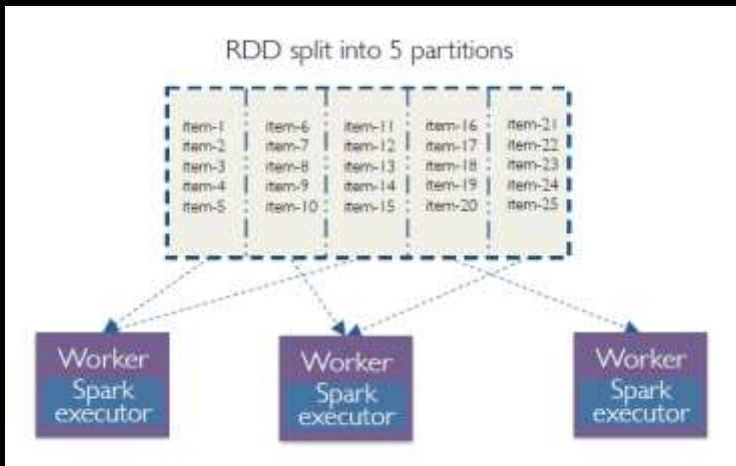 RDD split into 5 partitions
item-1 item-6 item-11 item-16 item-21
item-2 item-7 item-12 item-17 item-22
item-3 item-8 item-13 item-18 item-23
item-4 item-9 item-14 item-19 item-24
item-5 item-10 item-15 item-20 item-25
Worker Worker Worker
Spark Spark Spark
executor executor executor